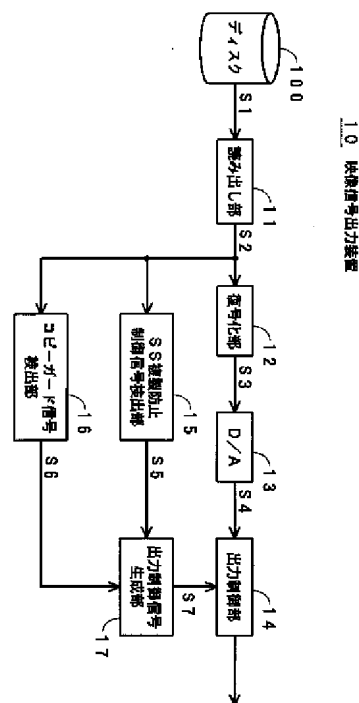 10 映像信号出力装置
100
ディスク
S1
11
読み出し部
S2
12
復号化部
S3
13
D/A
S4
14
出力制御部
15
SS複製防止
制御信号検出部
S5
16
コピーガード信号
検出部
S6
出力制御信号
生成部
17
S7